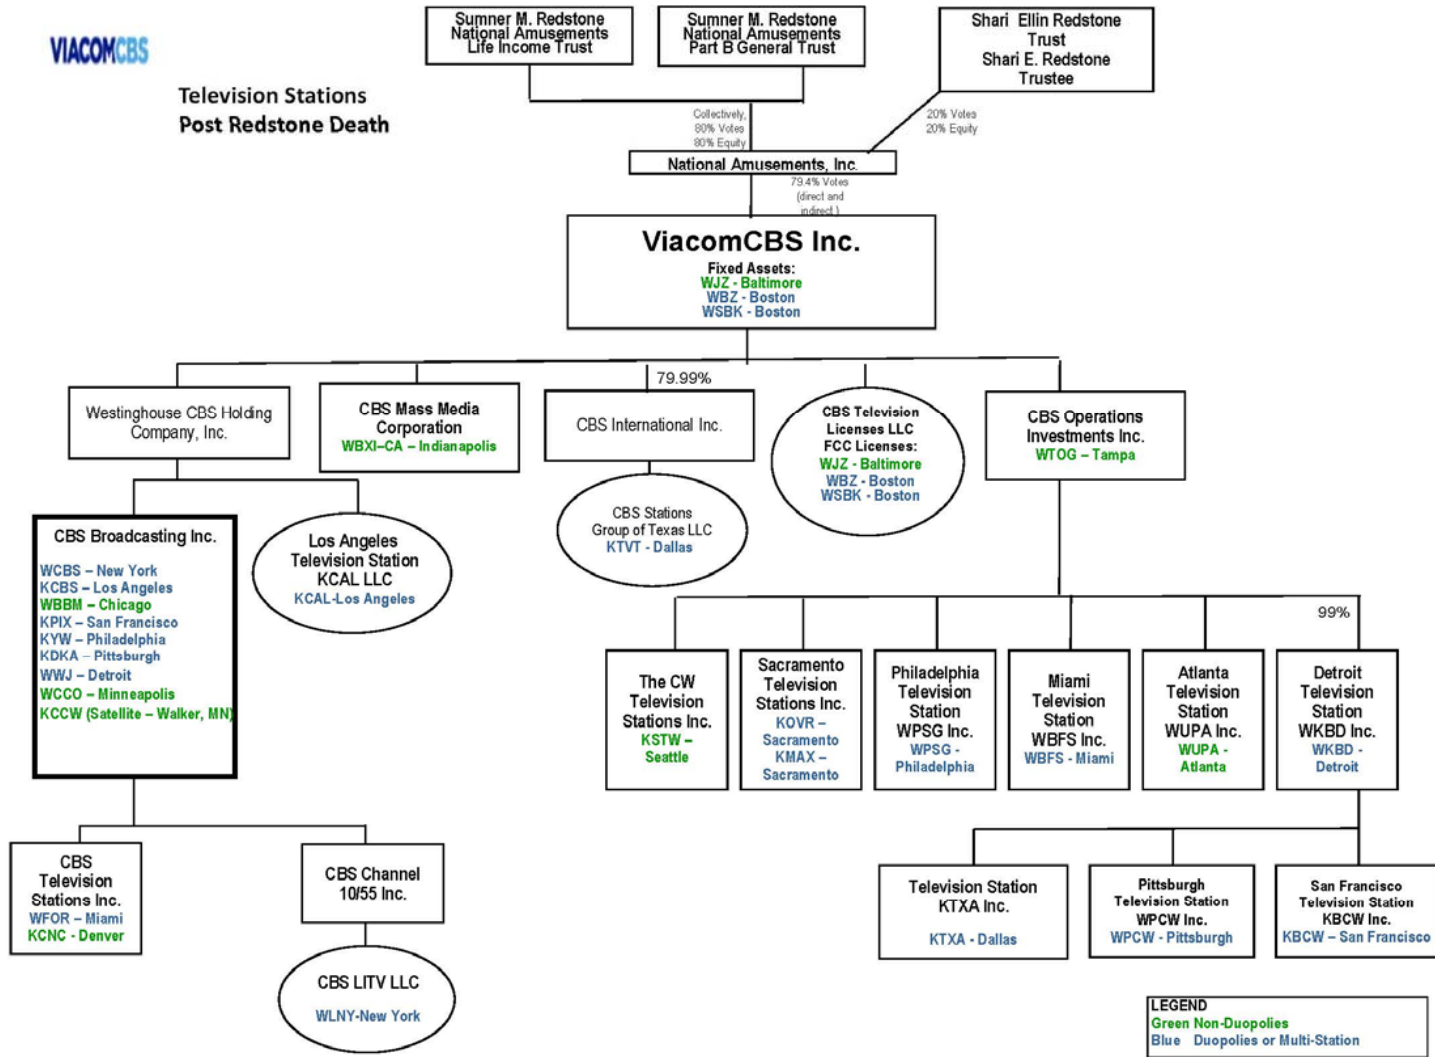 VIACOMCBS
Television Stations
Post Redstone Death
Sumner M. Redstone
National Amusements
Life Income Trust
Sumner M. Redstone
National Amusements
Part B General Trust
Shari Ellin Redstone
Trust
Shari E. Redstone
Trustee
Collectively,
80% Votes
80% Equity
20% Votes
20% Equity
National Amusements, Inc.
79.4% Votes
(direct and
indirect )
ViacomCBS Inc.
Fixed Assets:
WJZ - Baltimore
WBZ - Boston
WSBK - Boston
Westinghouse CBS Holding
Company, Inc.
CBS Mass Media
Corporation
WBXI–CA – Indianapolis
79.99%
CBS International Inc.
CBS Television
Licenses LLC
FCC Licenses:
WJZ - Baltimore
WBZ - Boston
WSBK - Boston
CBS Operations
Investments Inc.
WTOG – Tampa
CBS Broadcasting Inc.
WCBS – New York
KCBS – Los Angeles
WBBM – Chicago
KPIX – San Francisco
KYW – Philadelphia
KDKA – Pittsburgh
WWJ – Detroit
WCCO – Minneapolis
KCCW (Satellite – Walker, MN)
Los Angeles
Television Station
KCAL LLC
KCAL-Los Angeles
CBS Stations
Group of Texas LLC
KTVT - Dallas
99%
The CW
Television
Stations Inc.
KSTW –
Seattle
Sacramento
Television
Stations Inc.
KOVR –
Sacramento
KMAX –
Sacramento
Philadelphia
Television
Station
WPSG Inc.
WPSG -
Philadelphia
Miami
Television
Station
WBFS Inc.
WBFS - Miami
Atlanta
Television
Station
WUPA Inc.
WUPA -
Atlanta
Detroit
Television
Station
WKBD Inc.
WKBD -
Detroit
CBS
Television
Stations Inc.
WFOR – Miami
KCNC - Denver
CBS Channel
10/55 Inc.
CBS LITV LLC
WLNY-New York
Television Station
KTXA Inc.
KTXA - Dallas
Pittsburgh
Television Station
WPCW Inc.
WPCW - Pittsburgh
San Francisco
Television Station
KBCW Inc.
KBCW – San Francisco
LEGEND
Green Non-Duopolies
Blue Duopolies or Multi-Station